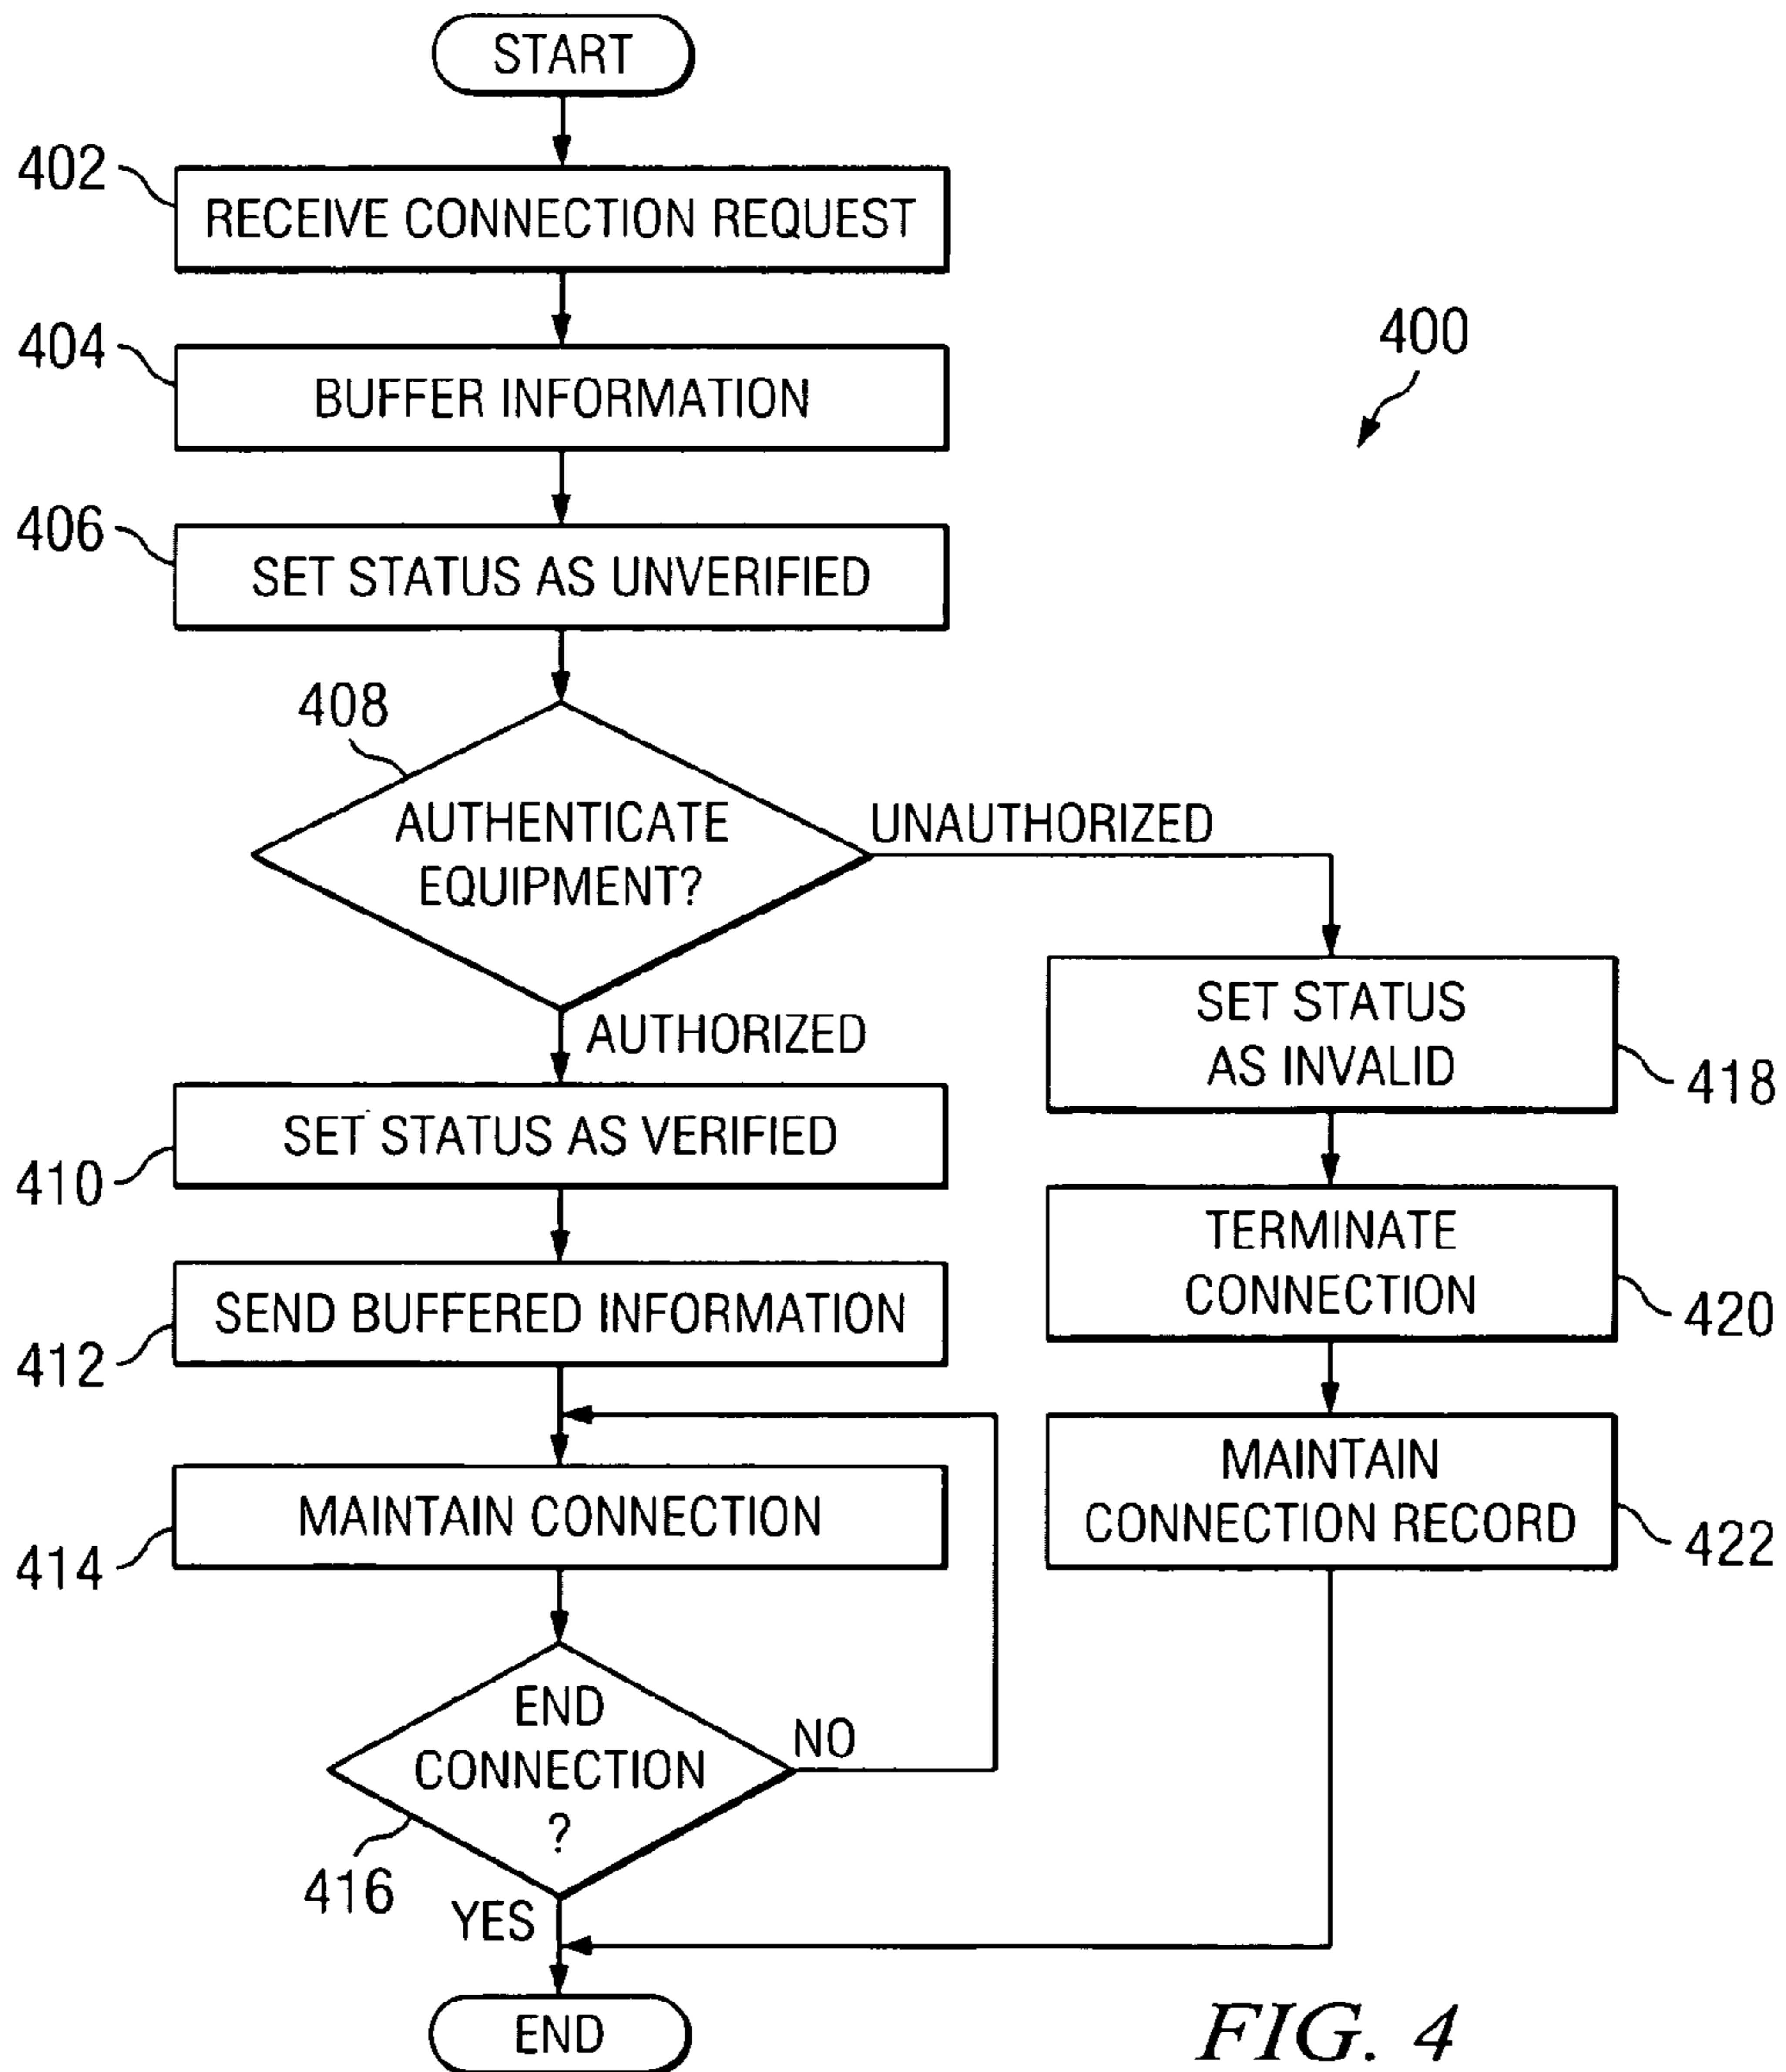 START
402
RECEIVE CONNECTION REQUEST
404
BUFFER INFORMATION
400
406
SET STATUS AS UNVERIFIED
408
AUTHENTICATE
EQUIPMENT?
UNAUTHORIZED
AUTHORIZED
SET STATUS
AS INVALID
418
SET STATUS AS VERIFIED
410
TERMINATE
CONNECTION
420
SEND BUFFERED INFORMATION
412
MAINTAIN
CONNECTION RECORD
422
MAINTAIN CONNECTION
414
END
CONNECTION
?
NO
416
YES
END
FIG. 4